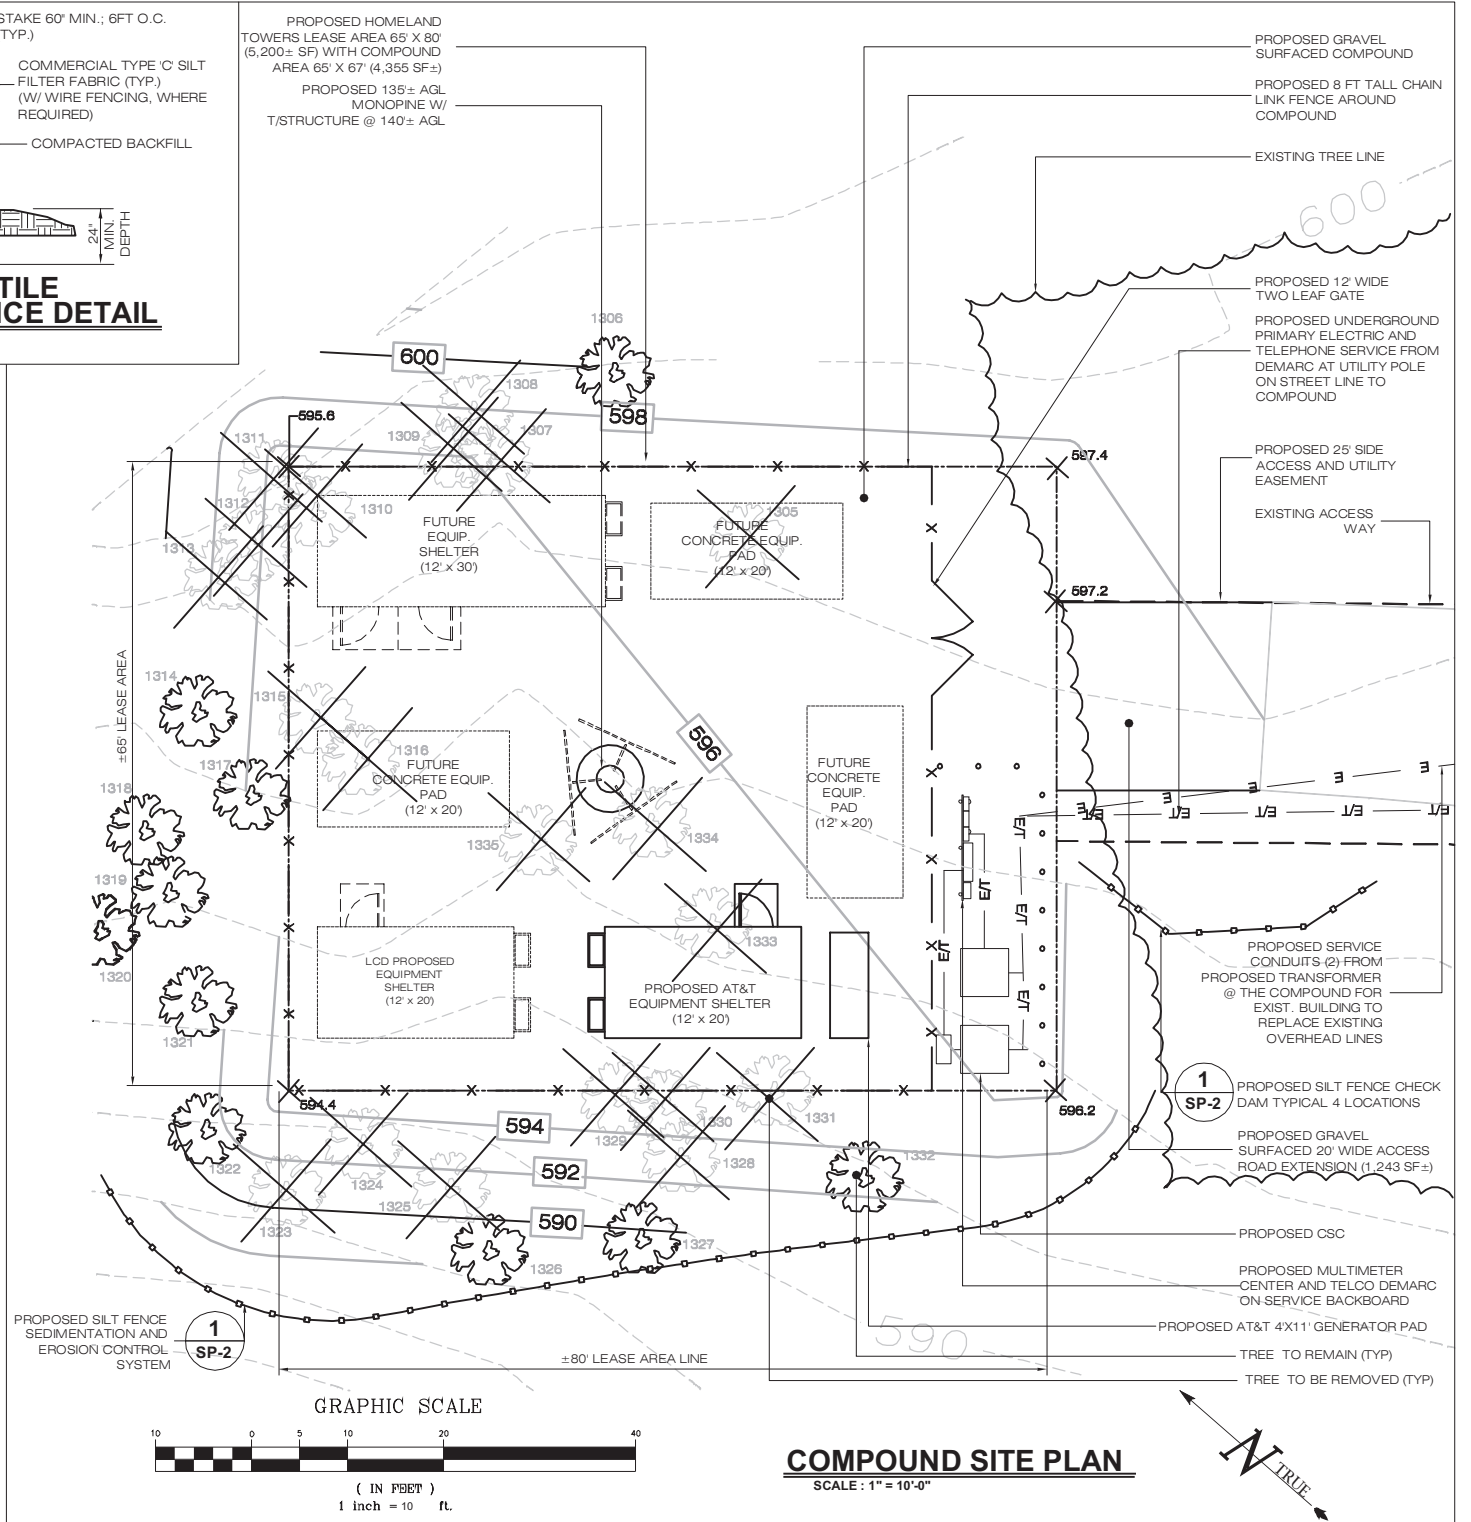 STAKE 60" MIN.; 6FT O.C.
TYP.)
COMMERCIAL TYPE 'C' SILT
FILTER FABRIC (TYP.)
(W/ WIRE FENCING, WHERE
REQUIRED)
COMPACTED BACKFILL
24"
MIN.
DEPTH
TILE
ICE DETAIL
PROPOSED HOMELAND
TOWERS LEASE AREA 65' X 80'
(5,200± SF) WITH COMPOUND
AREA 65' X 67' (4,355 SF±)
PROPOSED 135'± AGL
MONOPINE W/
T/STRUCTURE @ 140'± AGL
PROPOSED GRAVEL
SURFACED COMPOUND
PROPOSED 8 FT TALL CHAIN
LINK FENCE AROUND
COMPOUND
EXISTING TREE LINE
600
PROPOSED 12' WIDE
TWO LEAF GATE
PROPOSED UNDERGROUND
PRIMARY ELECTRIC AND
TELEPHONE SERVICE FROM
DEMARC AT UTILITY POLE
ON STREET LINE TO
COMPOUND
PROPOSED 25' SIDE
ACCESS AND UTILITY
EASEMENT
EXISTING ACCESS
WAY
1306
600
1308
598
595.6
1309
1307
1311
597.4
1312
1310
1305
1313
FUTURE
EQUIP.
SHELTER
(12' x 30')
FUTURE
CONCRETE EQUIP.
PAD
(12' x 20')
597.2
±65' LEASE AREA
1314
1315
1316
FUTURE
CONCRETE EQUIP.
PAD
(12' x 20')
596
FUTURE
CONCRETE
EQUIP.
PAD
(12' x 20')
1317
1318
1335
1334
E
E
E
E
E/T
E/T
E/T
E/T
E/T
E/T
E/T
E/T
E/T
E/T
1319
1320
1333
1321
LCD PROPOSED
EQUIPMENT
SHELTER
(12' x 20')
PROPOSED AT&T
EQUIPMENT SHELTER
(12' x 20')
PROPOSED SERVICE
CONDUITS (2) FROM
PROPOSED TRANSFORMER
@ THE COMPOUND FOR
EXIST. BUILDING TO
REPLACE EXISTING
OVERHEAD LINES
1
SP-2
PROPOSED SILT FENCE CHECK
DAM TYPICAL 4 LOCATIONS
594.4
596.2
594
1329
1330
1331
1328
1332
1322
1324
592
1325
1323
590
1327
1326
PROPOSED GRAVEL
SURFACED 20' WIDE ACCESS
ROAD EXTENSION (1,243 SF±)
PROPOSED CSC
PROPOSED MULTIMETER
CENTER AND TELCO DEMARC
ON SERVICE BACKBOARD
PROPOSED AT&T 4'X11' GENERATOR PAD
TREE TO REMAIN (TYP)
TREE TO BE REMOVED (TYP)
590
PROPOSED SILT FENCE
SEDIMENTATION AND
EROSION CONTROL
SYSTEM
1
SP-2
±80' LEASE AREA LINE
GRAPHIC SCALE
10 0 5 10 20 40
( IN FEET )
1 inch = 10 ft.
COMPOUND SITE PLAN
SCALE : 1" = 10'-0"
N
TRUE